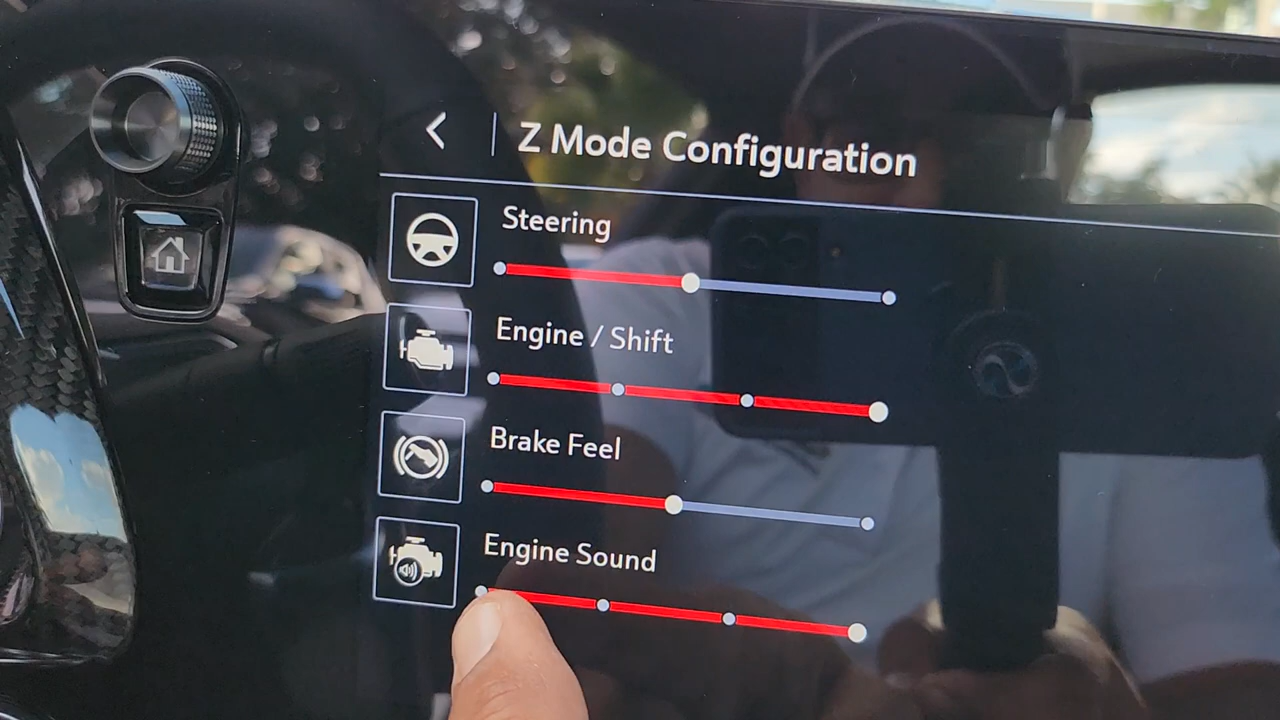 Z Mode Configuration
Steering
Engine / Shift
Brake Feel
Engine Sound